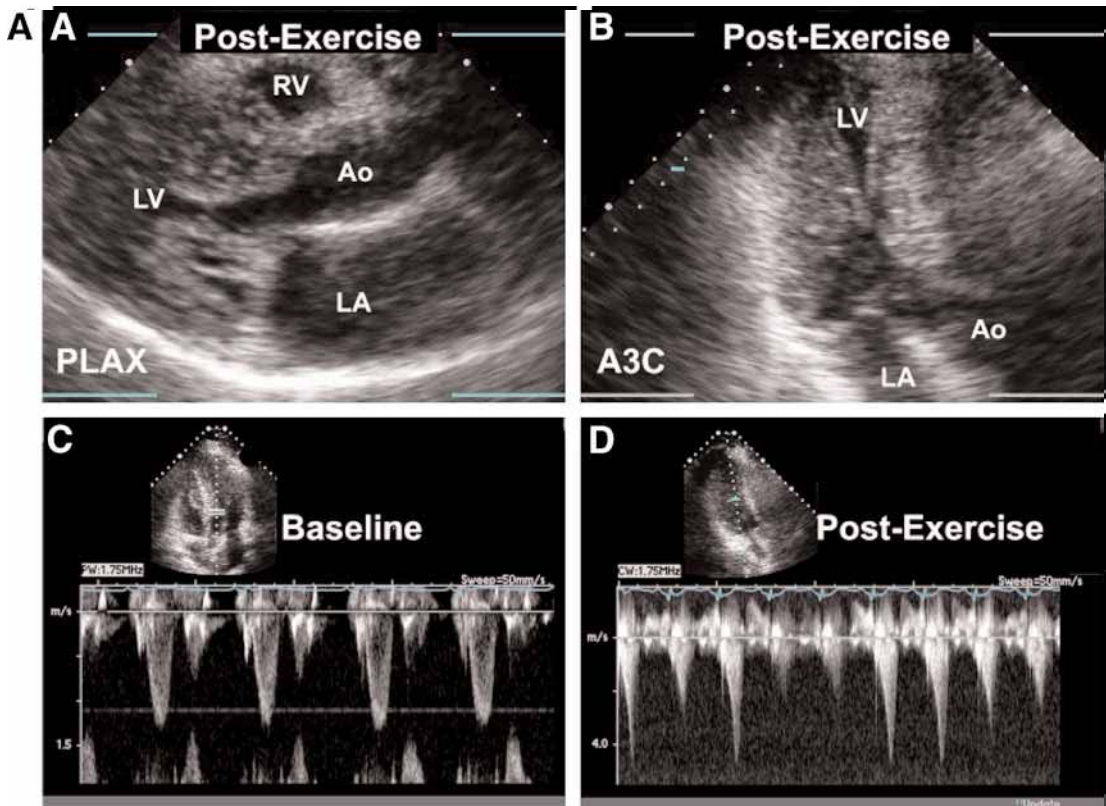 A
A
Post-Exercise
RV
Ao
LV
LA
PLAX
B
Post-Exercise
LV
Ao
LA
A3C
C
Baseline
PW:1.75MHz
Sweep=50mm/s
m/s
1.5
D
Post-Exercise
CW:1.75MHz
Sweep=50mm/s
m/s
4.0
Update